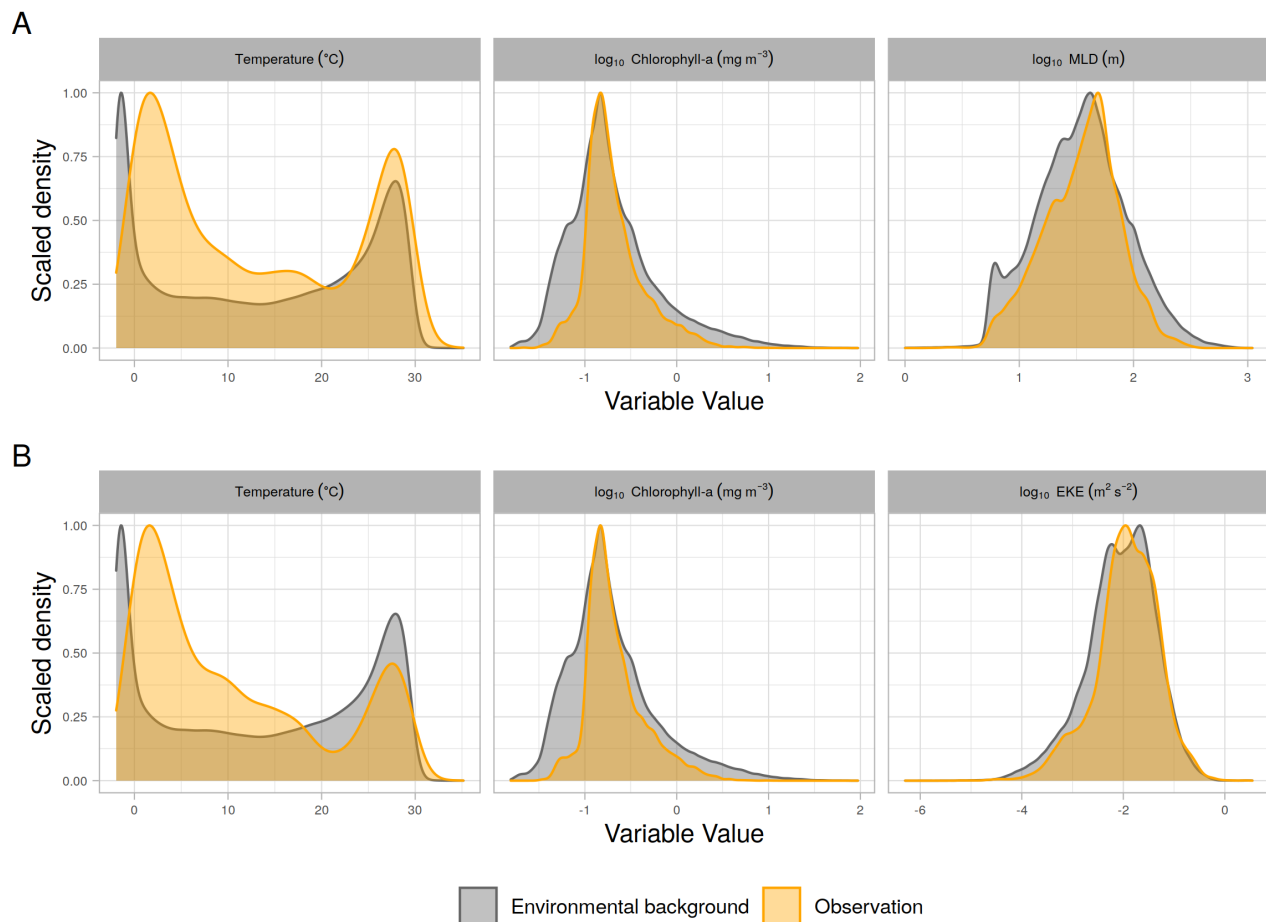 A
Temperature (°C)
log₁₀ Chlorophyll-a (mg m⁻³)
log₁₀ MLD (m)
Scaled density
1.00
0.75
0.50
0.25
0.00
0 10 20 30
-1 0 1 2
0 1 2 3
Variable Value
B
Temperature (°C)
log₁₀ Chlorophyll-a (mg m⁻³)
log₁₀ EKE (m² s⁻²)
Scaled density
1.00
0.75
0.50
0.25
0.00
0 10 20 30
-1 0 1 2
-6 -4 -2 0
Variable Value
Environmental background
Observation